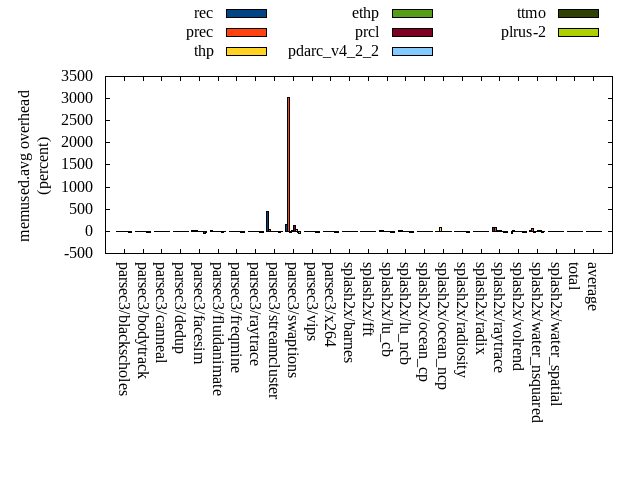 rec
prec
thp
ethp
prcl
pdarc_v4_2_2
ttmo
plrus-2
memused.avg overhead
(percent)
3500
3000
2500
2000
1500
1000
500
0
-500
parsec3/blackscholes
parsec3/bodytrack
parsec3/canneal
parsec3/dedup
parsec3/facesim
parsec3/fluidanimate
parsec3/freqmine
parsec3/raytrace
parsec3/streamcluster
parsec3/swaptions
parsec3/vips
parsec3/x264
splash2x/barnes
splash2x/fft
splash2x/lu_cb
splash2x/lu_ncb
splash2x/ocean_cp
splash2x/ocean_ncp
splash2x/radiosity
splash2x/radix
splash2x/raytrace
splash2x/volrend
splash2x/water_nsquared
splash2x/water_spatial
total
average